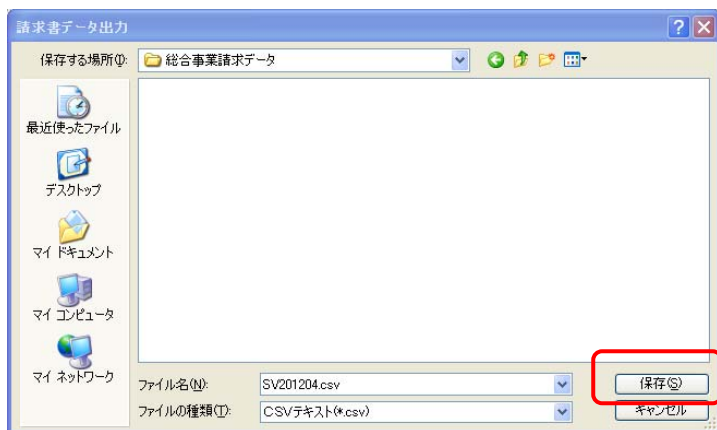 請求書データ出力
保存する場所(I): 総合事業請求データ
最近使ったファイル
デスクトップ
マイ ドキュメント
マイ コンピュータ
マイ ネットワーク
ファイル名(N): SV201204.csv 保存(S)
ファイルの種類(T): CSVテキスト(*.csv) キャンセル